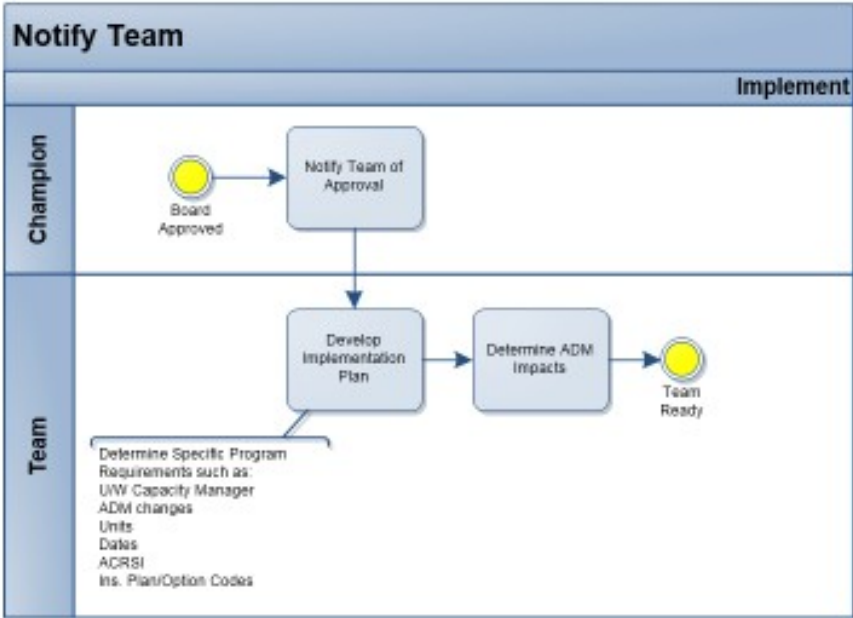 Notify Team
Implement
Champion
Board
Approved
Notify Team of
Approval
Team
Develop
Implementation
Plan
Determine ADM
Impacts
Team
Ready
Determine Specific Program
Requirements such as:
U/W Capacity Manager
ADM changes
Units
Dates
ACRSI
Ins. Plan/Option Codes